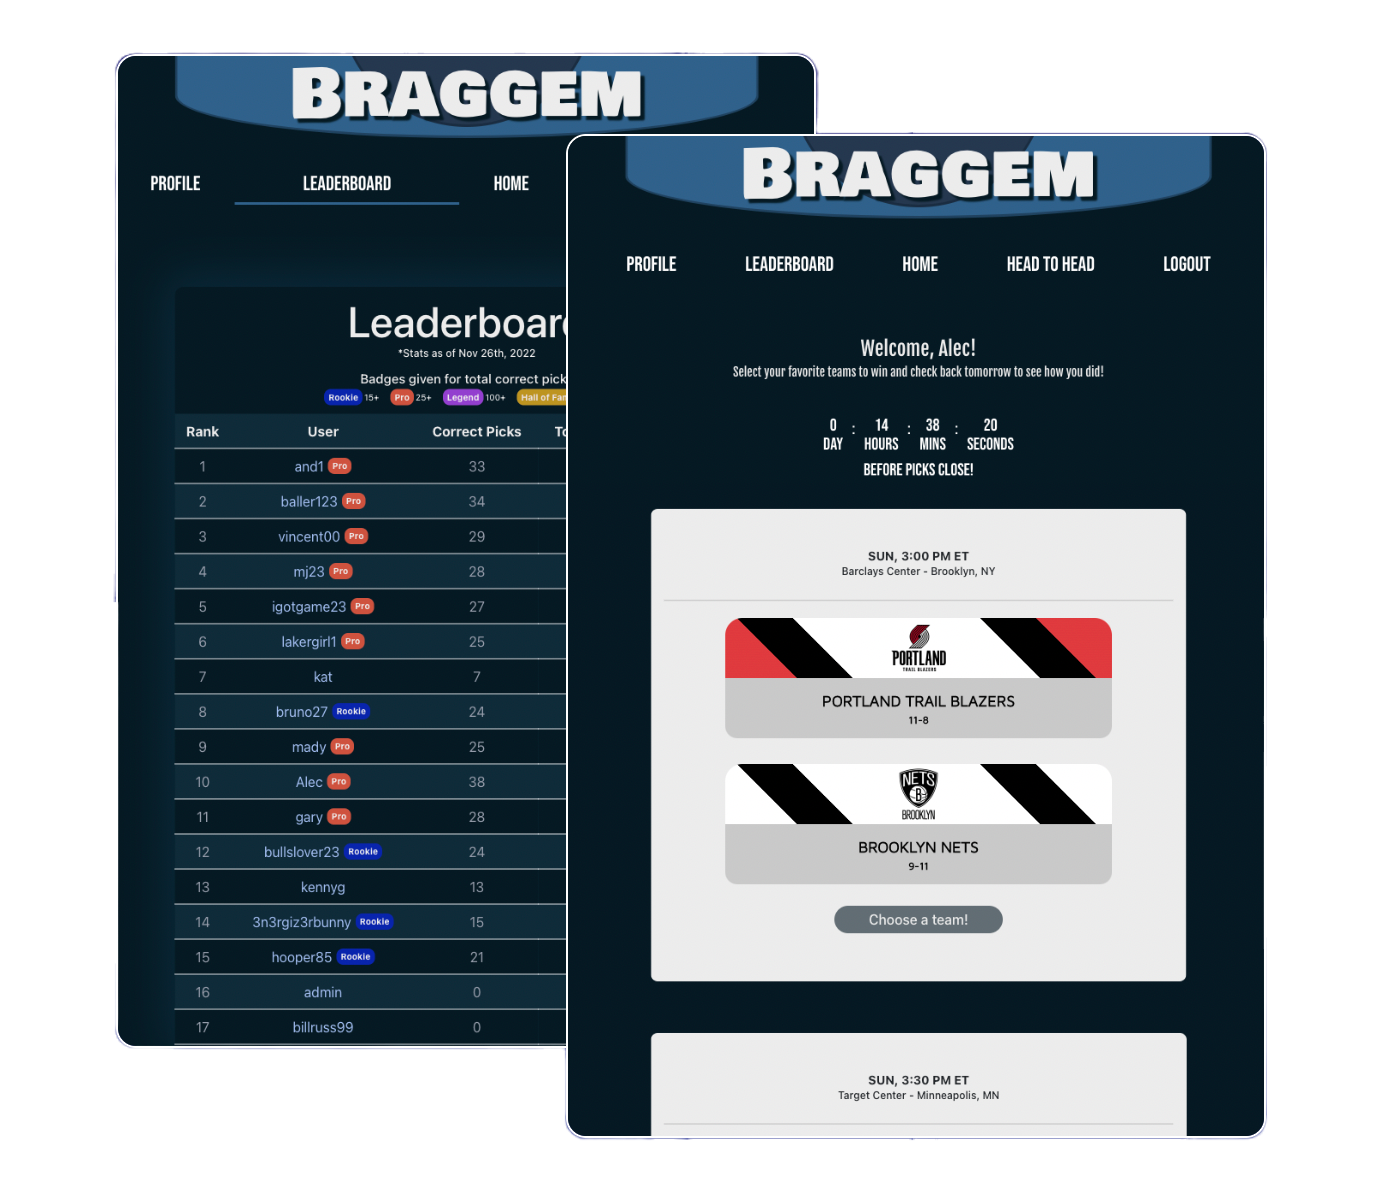 BRAGGEM
PROFILE LEADERBOARD HOME
Leaderboard
*Stats as of Nov 26th, 2022
Badges given for total correct pick
Rookie 15+ Pro 25+ Legend 100+ Hall of Fam
Rank User Correct Picks To
1 and1 Pro 33
2 baller123 Pro 34
3 vincent00 Pro 29
4 mj23 Pro 28
5 igotgame23 Pro 27
6 lakergirl1 Pro 25
7 kat 7
8 bruno27 Rookie 24
9 mady Pro 25
10 Alec Pro 38
11 gary Pro 28
12 bullslover23 Rookie 24
13 kennyg 13
14 3n3rgiz3rbunny Rookie 15
15 hooper85 Rookie 21
16 admin 0
17 billruss99 0
BRAGGEM
PROFILE LEADERBOARD HOME HEAD TO HEAD LOGOUT
Welcome, Alec!
Select your favorite teams to win and check back tomorrow to see how you did!
0 : 14 : 38 : 20
DAY HOURS MINS SECONDS
BEFORE PICKS CLOSE!
SUN, 3:00 PM ET
Barclays Center - Brooklyn, NY
PORTLAND
TRAIL BLAZERS
PORTLAND TRAIL BLAZERS
11-8
NETS
B
BROOKLYN
BROOKLYN NETS
9-11
Choose a team!
SUN, 3:30 PM ET
Target Center - Minneapolis, MN